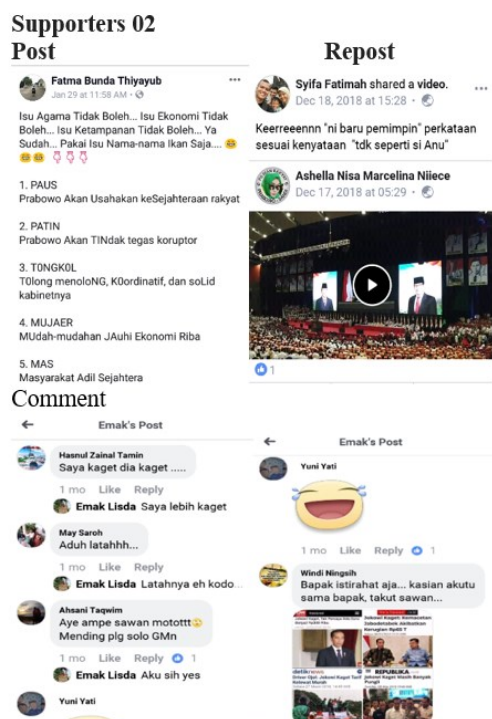 Supporters 02
Post
Repost
Fatma Bunda Thiyayub
Jan 29 at 11:58 AM
Isu Agama Tidak Boleh... Isu Ekonomi Tidak
Boleh... Isu Ketampanan Tidak Boleh... Ya
Sudah... Pakai Isu Nama-nama Ikan Saja....
1. PAUS
Prabowo Akan Usahakan keSejahteraan rakyat
2. PATIN
Prabowo Akan TINdak tegas koruptor
3. T0NGK0L
T0long menoloNG, K0ordinatif, dan soLid
kabinetnya
4. MUJAER
MUdah-mudahan JAuhi Ekonomi Riba
5. MAS
Masyarakat Adil Sejahtera
Syifa Fatimah shared a video.
Dec 18, 2018 at 15:28
Keerreeennn "ni baru pemimpin" perkataan
sesuai kenyataan "tdk seperti si Anu"
Ashella Nisa Marcelina Niiece
Dec 17, 2018 at 05:29
1
Comment
Emak's Post
Hasnul Zainal Tamin
Saya kaget dia kaget .....
1 mo Like Reply
Emak Lisda Saya lebih kaget
May Saroh
Aduh latahhh...
1 mo Like Reply
Emak Lisda Latahnya eh kodo...
Ahsani Taqwim
Aye ampe sawan motottt
Mending plg solo GMn
1 mo Like Reply 1
Emak Lisda Aku sih yes
Yuni Yati
Emak's Post
Yuni Yati
1 mo Like Reply 1
Windi Ningsih
Bapak istirahat aja... kasian akutu
sama bapak, takut sawan...
detiknews
REPUBLIKA